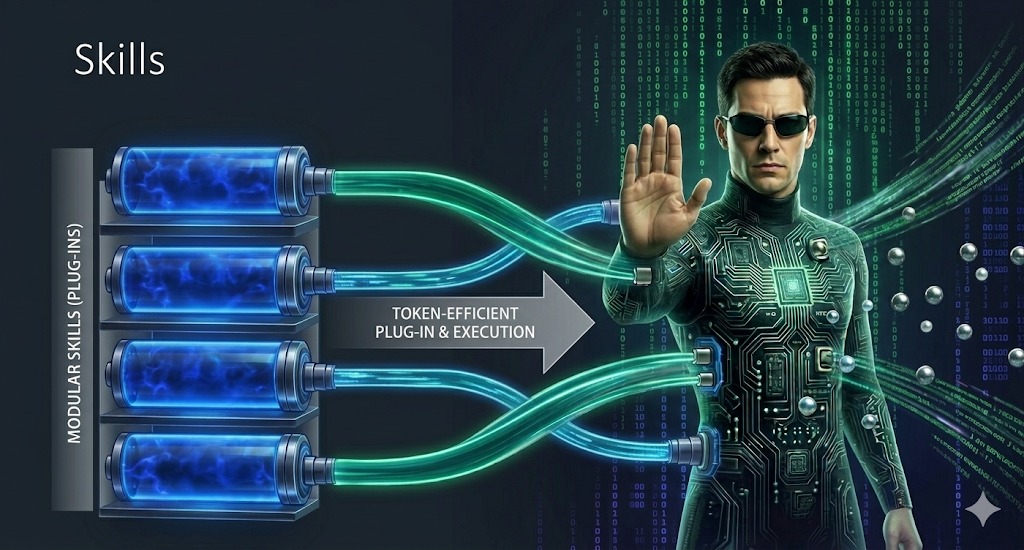 Skills
MODULAR SKILLS (PLUG-INS)
TOKEN-EFFICIENT
PLUG-IN & EXECUTION